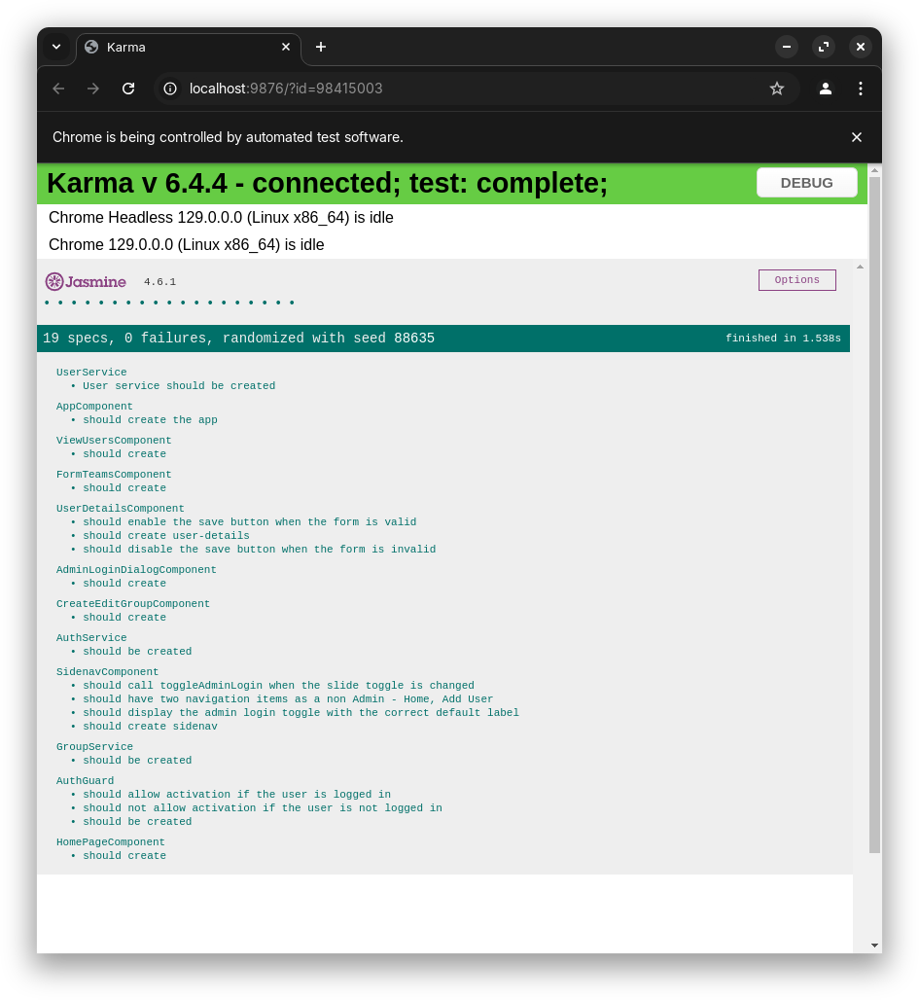 Karma
localhost:9876/?id=98415003
Chrome is being controlled by automated test software.
Karma v 6.4.4 - connected; test: complete;
DEBUG
Chrome Headless 129.0.0.0 (Linux x86_64) is idle
Chrome 129.0.0.0 (Linux x86_64) is idle
Jasmine 4.6.1
Options
• • • • • • • • • • • • • • • • • • •
19 specs, 0 failures, randomized with seed 88635
finished in 1.538s
UserService
• User service should be created
AppComponent
• should create the app
ViewUsersComponent
• should create
FormTeamsComponent
• should create
UserDetailsComponent
• should enable the save button when the form is valid
• should create user-details
• should disable the save button when the form is invalid
AdminLoginDialogComponent
• should create
CreateEditGroupComponent
• should create
AuthService
• should be created
SidenavComponent
• should call toggleAdminLogin when the slide toggle is changed
• should have two navigation items as a non Admin - Home, Add User
• should display the admin login toggle with the correct default label
• should create sidenav
GroupService
• should be created
AuthGuard
• should allow activation if the user is logged in
• should not allow activation if the user is not logged in
• should be created
HomePageComponent
• should create